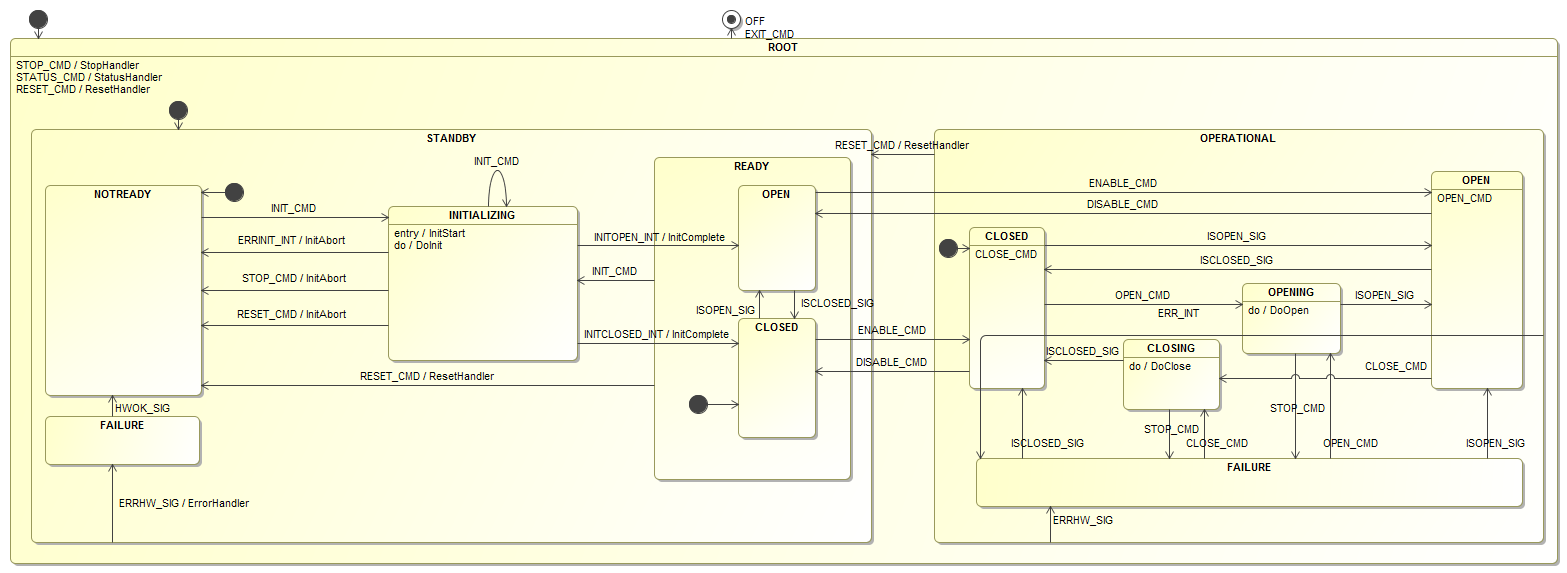 OFF
EXIT_CMD
ROOT
STOP_CMD / StopHandler
STATUS_CMD / StatusHandler
RESET_CMD / ResetHandler
STANDBY
OPERATIONAL
RESET_CMD / ResetHandler
INIT_CMD
READY
OPEN
OPEN_CMD
NOTREADY
OPEN
ENABLE_CMD
DISABLE_CMD
INIT_CMD
INITIALIZING
entry / InitStart
do / DoInit
ERRINIT_INT / InitAbort
INITOPEN_INT / InitComplete
CLOSED
CLOSE_CMD
ISOPEN_SIG
ISCLOSED_SIG
STOP_CMD / InitAbort
INIT_CMD
OPEN_CMD
OPENING
do / DoOpen
ISOPEN_SIG
ERR_INT
ISOPEN_SIG
ISCLOSED_SIG
RESET_CMD / InitAbort
INITCLOSED_INT / InitComplete
CLOSED
ENABLE_CMD
DISABLE_CMD
ISCLOSED_SIG
CLOSING
do / DoClose
CLOSE_CMD
RESET_CMD / ResetHandler
HWOK_SIG
FAILURE
STOP_CMD
STOP_CMD
ISCLOSED_SIG
CLOSE_CMD
OPEN_CMD
ISOPEN_SIG
FAILURE
ERRHW_SIG / ErrorHandler
ERRHW_SIG